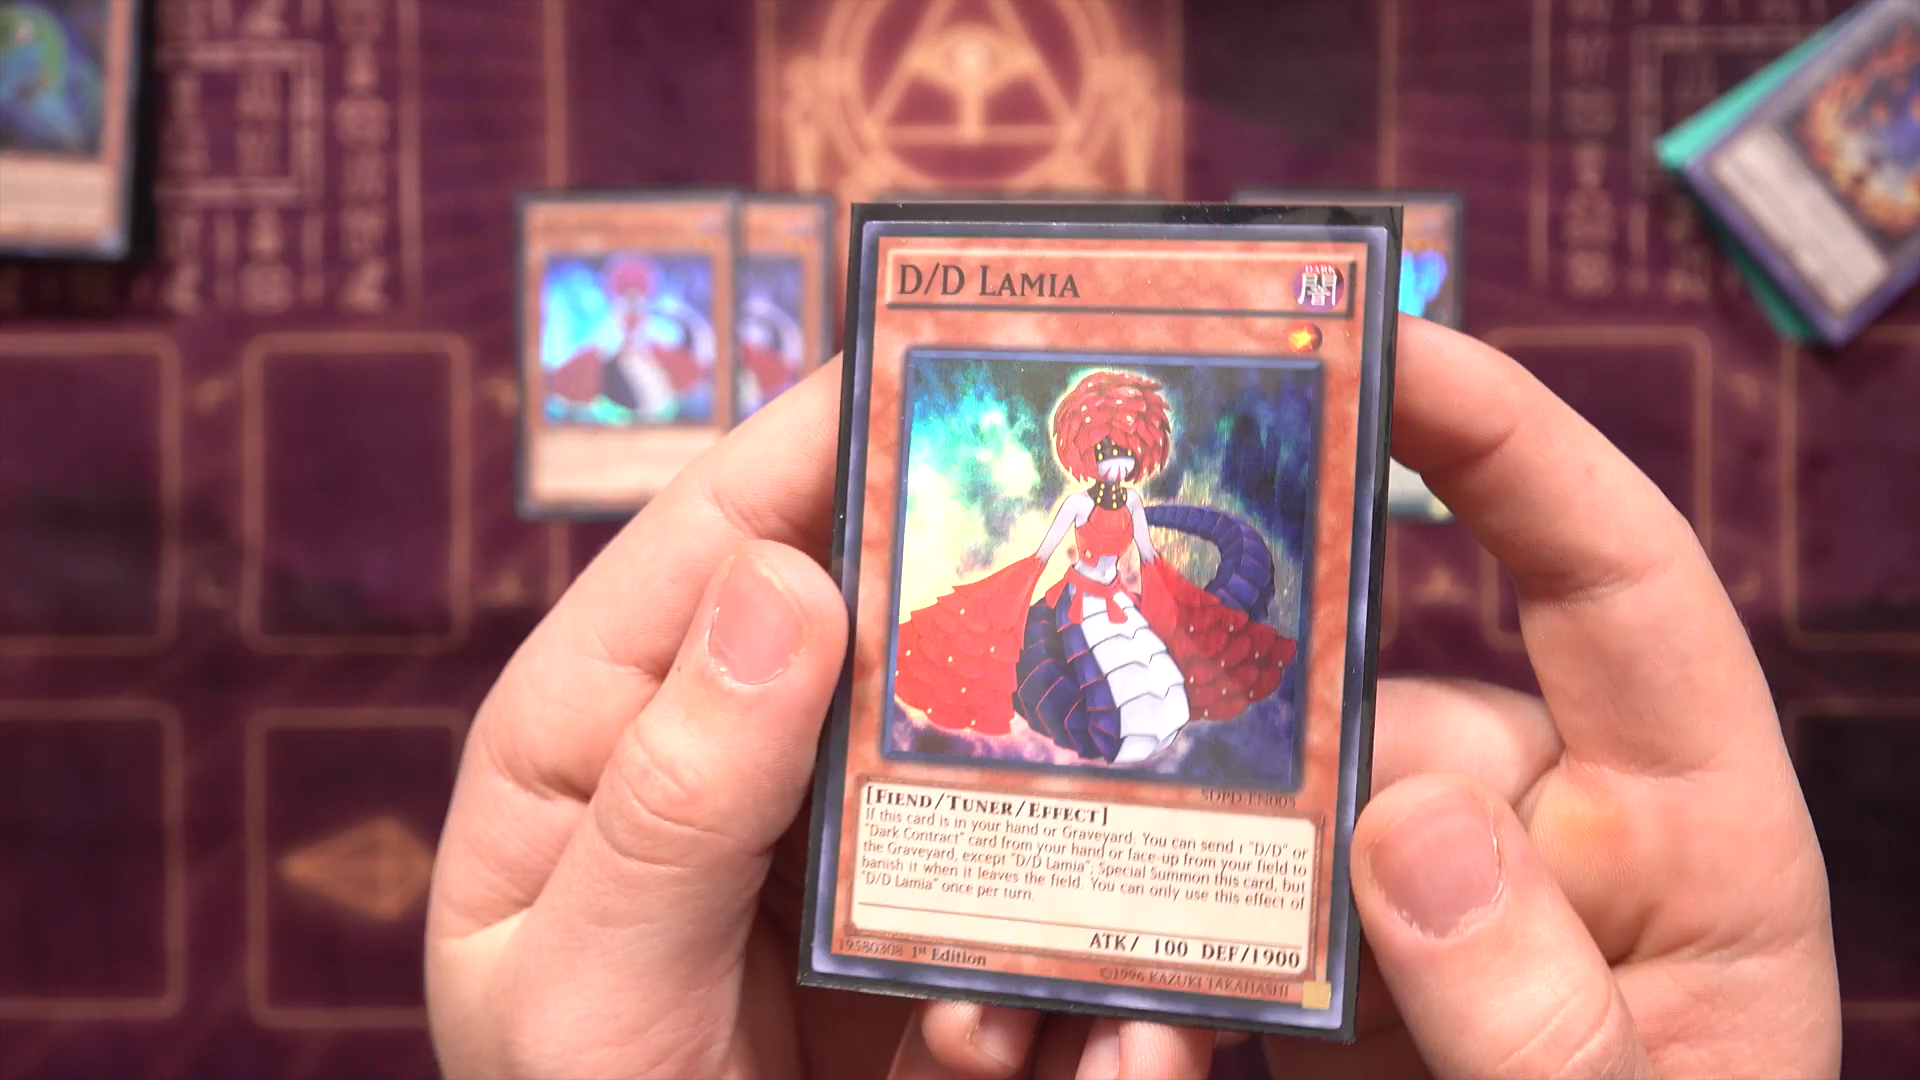 D/D LAMIA
DARK
闇
SDPD-EN005
[FIEND/TUNER/EFFECT]
If this card is in your hand or Graveyard: You can send 1 "D/D" or
"Dark Contract" card from your hand or face-up from your field to
the Graveyard, except "D/D Lamia"; Special Summon this card, but
banish it when it leaves the field. You can only use this effect of
"D/D Lamia" once per turn.
ATK/ 100 DEF/1900
19580308 1st Edition
©1996 KAZUKI TAKAHASHI